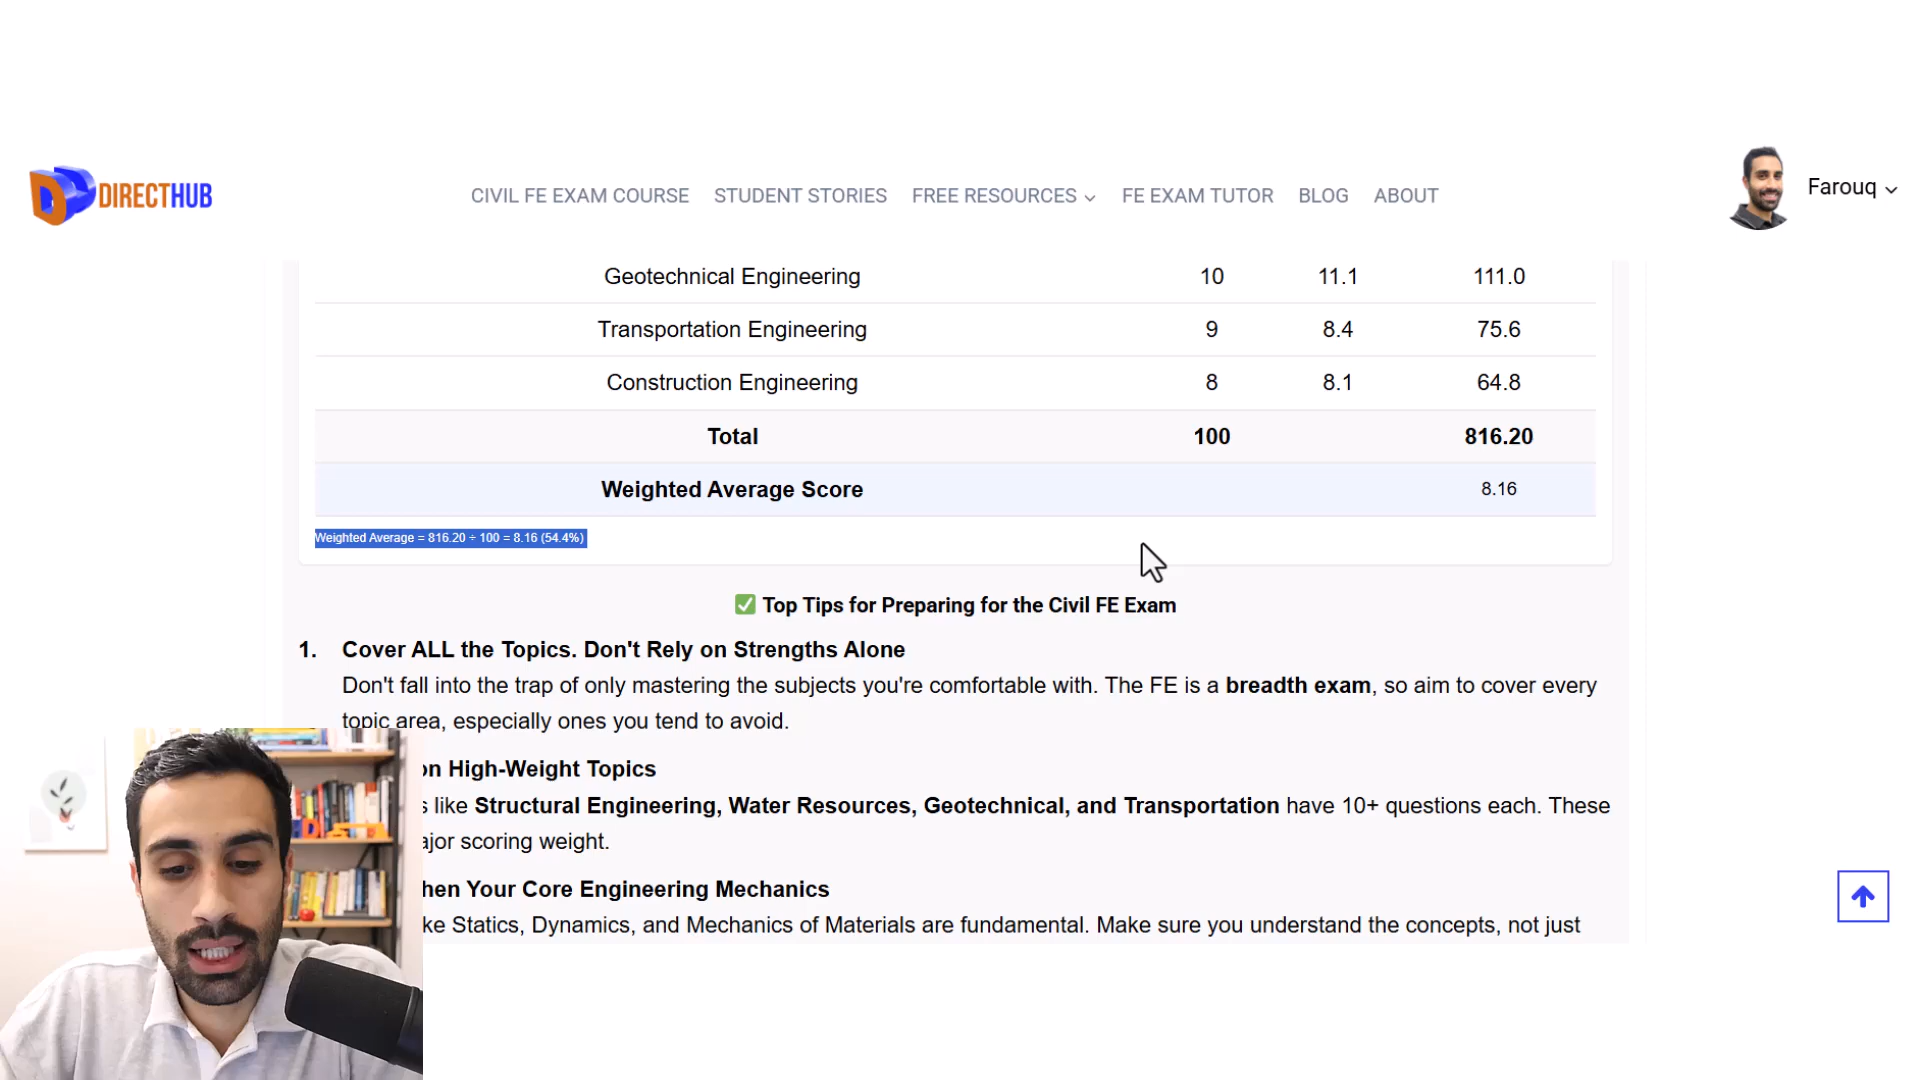 DIRECTHUB
CIVIL FE EXAM COURSE STUDENT STORIES FREE RESOURCES FE EXAM TUTOR BLOG ABOUT
Farouq
Geotechnical Engineering 10 11.1 111.0
Transportation Engineering 9 8.4 75.6
Construction Engineering 8 8.1 64.8
Total 100 816.20
Weighted Average Score 8.16
Weighted Average = 816.20 ÷ 100 = 8.16 (54.4%)
✅ Top Tips for Preparing for the Civil FE Exam
1. Cover ALL the Topics. Don't Rely on Strengths Alone
Don't fall into the trap of only mastering the subjects you're comfortable with. The FE is a breadth exam, so aim to cover every
topic area, especially ones you tend to avoid.
on High-Weight Topics
like Structural Engineering, Water Resources, Geotechnical, and Transportation have 10+ questions each. These
scoring weight.
Your Core Engineering Mechanics
Statics, Dynamics, and Mechanics of Materials are fundamental. Make sure you understand the concepts, not just